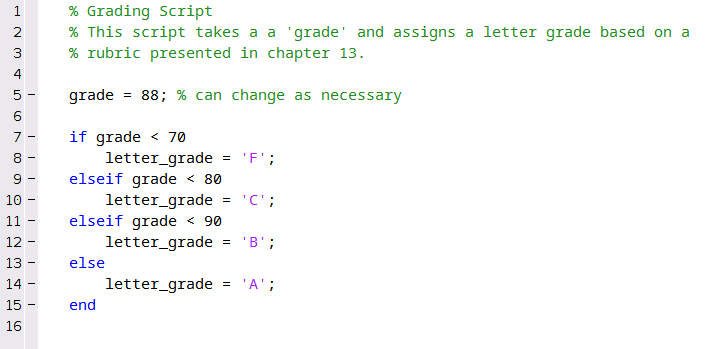 1 % Grading Script
2 % This script takes a a 'grade' and assigns a letter grade based on a
3 % rubric presented in chapter 13.
4
5 – grade = 88; % can change as necessary
6
7 – if grade < 70
8 –     letter_grade = 'F';
9 – elseif grade < 80
10 –     letter_grade = 'C';
11 – elseif grade < 90
12 –     letter_grade = 'B';
13 – else
14 –     letter_grade = 'A';
15 – end
16